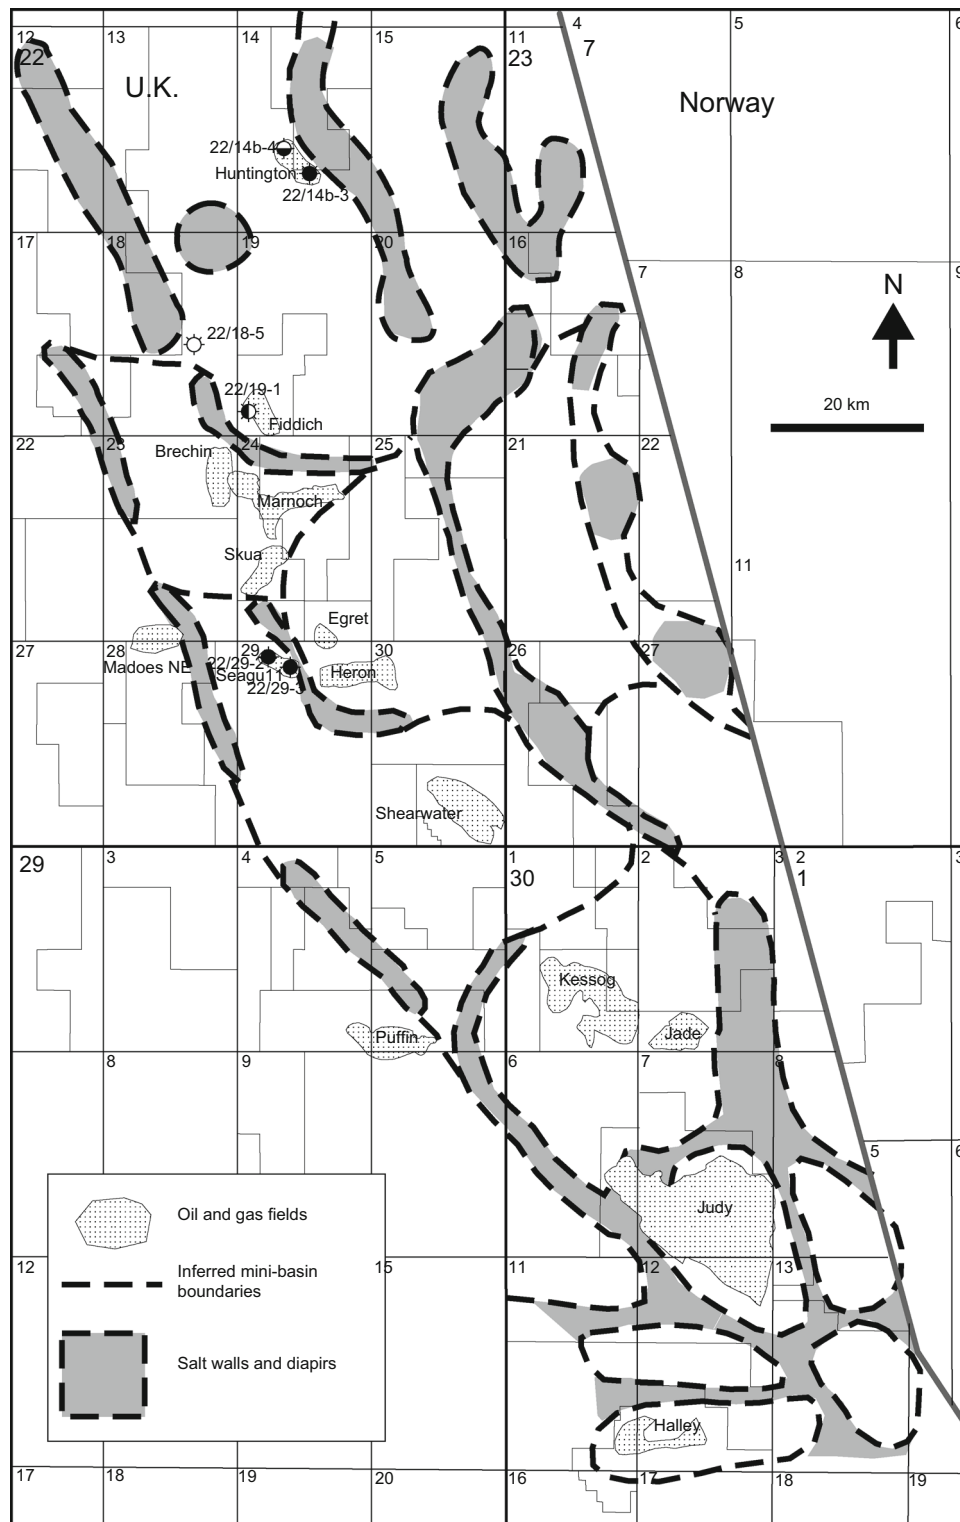 12
13
14
15
11
4
5
6
22
23
7
U.K.
Norway
22/14b-4
Huntington
22/14b-3
17
18
19
20
16
7
8
9
N
22/18-5
20 km
22/19-1
Fiddich
22
23
24
25
21
22
Brechin
Marnoch
Skua
11
Egret
27
28
29
30
26
27
Madoes NE
22/29-2
Seagu11
22/29-3
Heron
Shearwater
29
3
4
5
1
2
3
2
3
30
1
Kessog
Puffin
Jade
8
9
6
7
8
5
6
Judy
Oil and gas fields
12
15
11
12
13
Inferred mini-basin
boundaries
Salt walls and diapirs
Halley
17
18
19
20
16
17
18
19